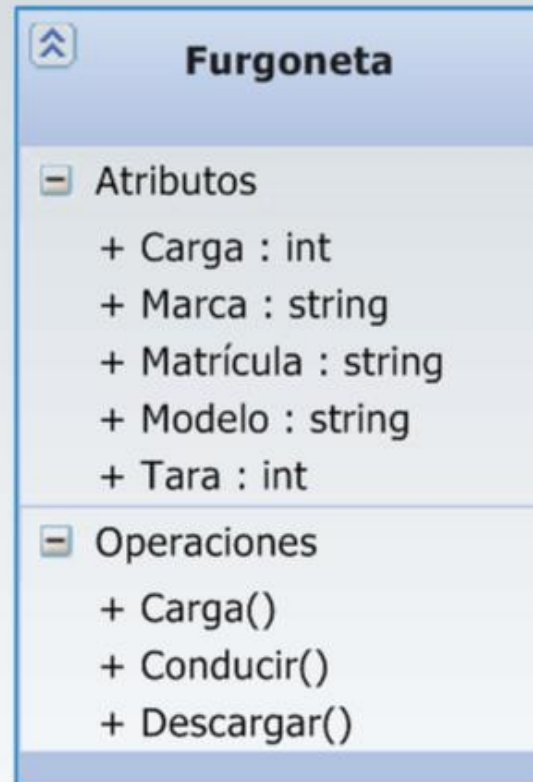 Furgoneta
Atributos
+ Carga : int
+ Marca : string
+ Matrícula : string
+ Modelo : string
+ Tara : int
Operaciones
+ Carga()
+ Conducir()
+ Descargar()